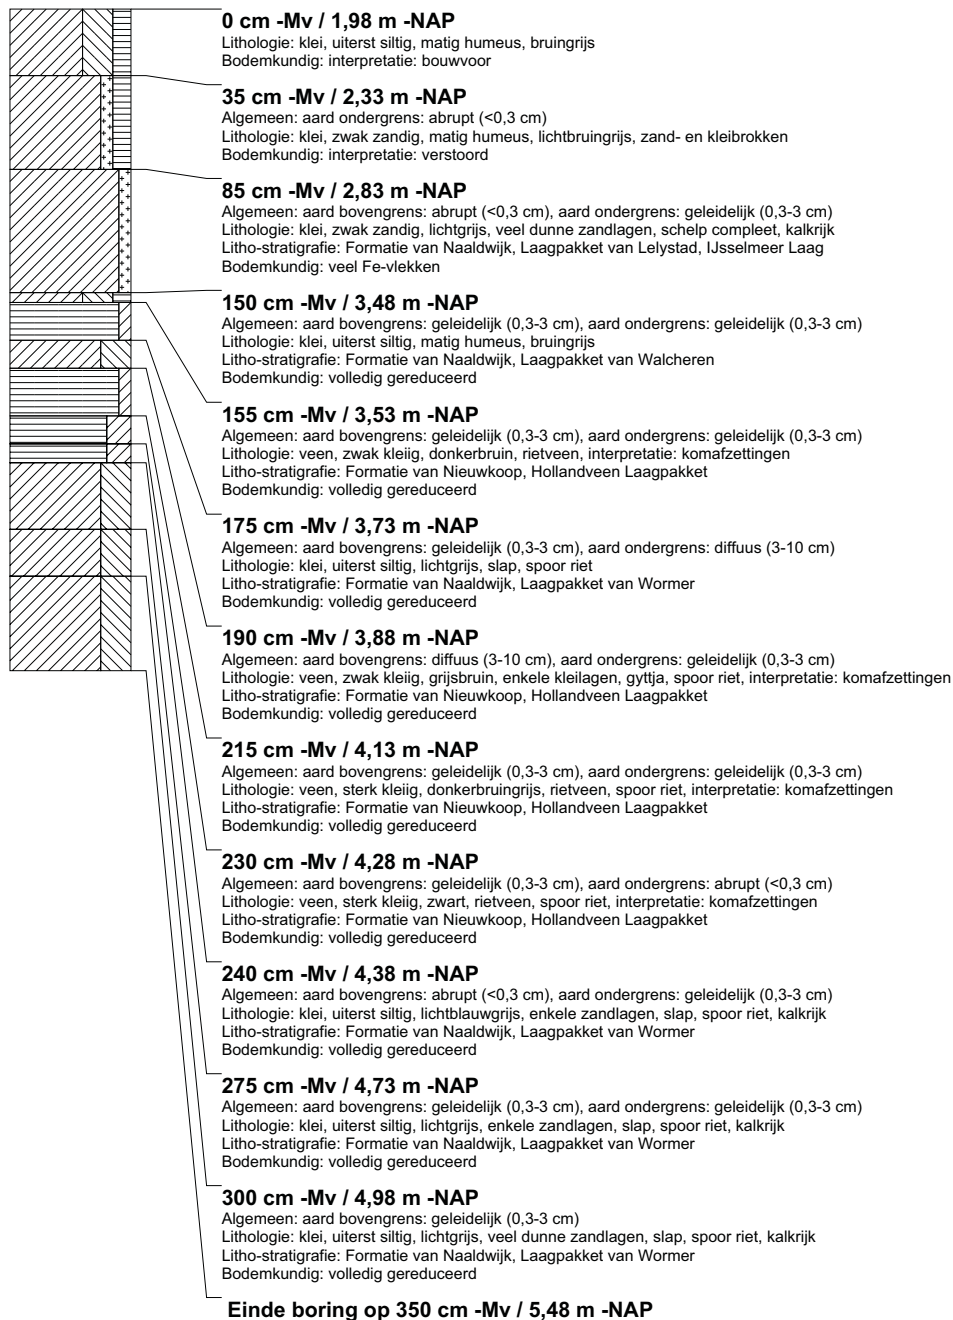 0 cm -Mv / 1,98 m -NAP
Lithologie: klei, uiterst siltig, matig humeus, bruingrijs
Bodemkundig: interpretatie: bouwvoor
35 cm -Mv / 2,33 m -NAP
Algemeen: aard ondergrens: abrupt (<0,3 cm)
Lithologie: klei, zwak zandig, matig humeus, lichtbruingrijs, zand- en kleibrokken
Bodemkundig: interpretatie: verstoord
85 cm -Mv / 2,83 m -NAP
Algemeen: aard bovengrens: abrupt (<0,3 cm), aard ondergrens: geleidelijk (0,3-3 cm)
Lithologie: klei, zwak zandig, lichtgrijs, veel dunne zandlagen, schelp compleet, kalkrijk
Litho-stratigrafie: Formatie van Naaldwijk, Laagpakket van Lelystad, IJsselmeer Laag
Bodemkundig: veel Fe-vlekken
150 cm -Mv / 3,48 m -NAP
Algemeen: aard bovengrens: geleidelijk (0,3-3 cm), aard ondergrens: geleidelijk (0,3-3 cm)
Lithologie: klei, uiterst siltig, matig humeus, bruingrijs
Litho-stratigrafie: Formatie van Naaldwijk, Laagpakket van Walcheren
Bodemkundig: volledig gereduceerd
155 cm -Mv / 3,53 m -NAP
Algemeen: aard bovengrens: geleidelijk (0,3-3 cm), aard ondergrens: geleidelijk (0,3-3 cm)
Lithologie: veen, zwak kleiig, donkerbruin, rietveen, interpretatie: komafzettingen
Litho-stratigrafie: Formatie van Nieuwkoop, Hollandveen Laagpakket
Bodemkundig: volledig gereduceerd
175 cm -Mv / 3,73 m -NAP
Algemeen: aard bovengrens: geleidelijk (0,3-3 cm), aard ondergrens: diffuus (3-10 cm)
Lithologie: klei, uiterst siltig, lichtgrijs, slap, spoor riet
Litho-stratigrafie: Formatie van Naaldwijk, Laagpakket van Wormer
Bodemkundig: volledig gereduceerd
190 cm -Mv / 3,88 m -NAP
Algemeen: aard bovengrens: diffuus (3-10 cm), aard ondergrens: geleidelijk (0,3-3 cm)
Lithologie: veen, zwak kleiig, grijsbruin, enkele kleilagen, gyttja, spoor riet, interpretatie: komafzettingen
Litho-stratigrafie: Formatie van Nieuwkoop, Hollandveen Laagpakket
Bodemkundig: volledig gereduceerd
215 cm -Mv / 4,13 m -NAP
Algemeen: aard bovengrens: geleidelijk (0,3-3 cm), aard ondergrens: geleidelijk (0,3-3 cm)
Lithologie: veen, sterk kleiig, donkerbruingrijs, rietveen, spoor riet, interpretatie: komafzettingen
Litho-stratigrafie: Formatie van Nieuwkoop, Hollandveen Laagpakket
Bodemkundig: volledig gereduceerd
230 cm -Mv / 4,28 m -NAP
Algemeen: aard bovengrens: geleidelijk (0,3-3 cm), aard ondergrens: abrupt (<0,3 cm)
Lithologie: veen, sterk kleiig, zwart, rietveen, spoor riet, interpretatie: komafzettingen
Litho-stratigrafie: Formatie van Nieuwkoop, Hollandveen Laagpakket
Bodemkundig: volledig gereduceerd
240 cm -Mv / 4,38 m -NAP
Algemeen: aard bovengrens: abrupt (<0,3 cm), aard ondergrens: geleidelijk (0,3-3 cm)
Lithologie: klei, uiterst siltig, lichtblauwgrijs, enkele zandlagen, slap, spoor riet, kalkrijk
Litho-stratigrafie: Formatie van Naaldwijk, Laagpakket van Wormer
Bodemkundig: volledig gereduceerd
275 cm -Mv / 4,73 m -NAP
Algemeen: aard bovengrens: geleidelijk (0,3-3 cm), aard ondergrens: geleidelijk (0,3-3 cm)
Lithologie: klei, uiterst siltig, lichtgrijs, enkele zandlagen, slap, spoor riet, kalkrijk
Litho-stratigrafie: Formatie van Naaldwijk, Laagpakket van Wormer
Bodemkundig: volledig gereduceerd
300 cm -Mv / 4,98 m -NAP
Algemeen: aard bovengrens: geleidelijk (0,3-3 cm)
Lithologie: klei, uiterst siltig, lichtgrijs, veel dunne zandlagen, slap, spoor riet, kalkrijk
Litho-stratigrafie: Formatie van Naaldwijk, Laagpakket van Wormer
Bodemkundig: volledig gereduceerd
Einde boring op 350 cm -Mv / 5,48 m -NAP